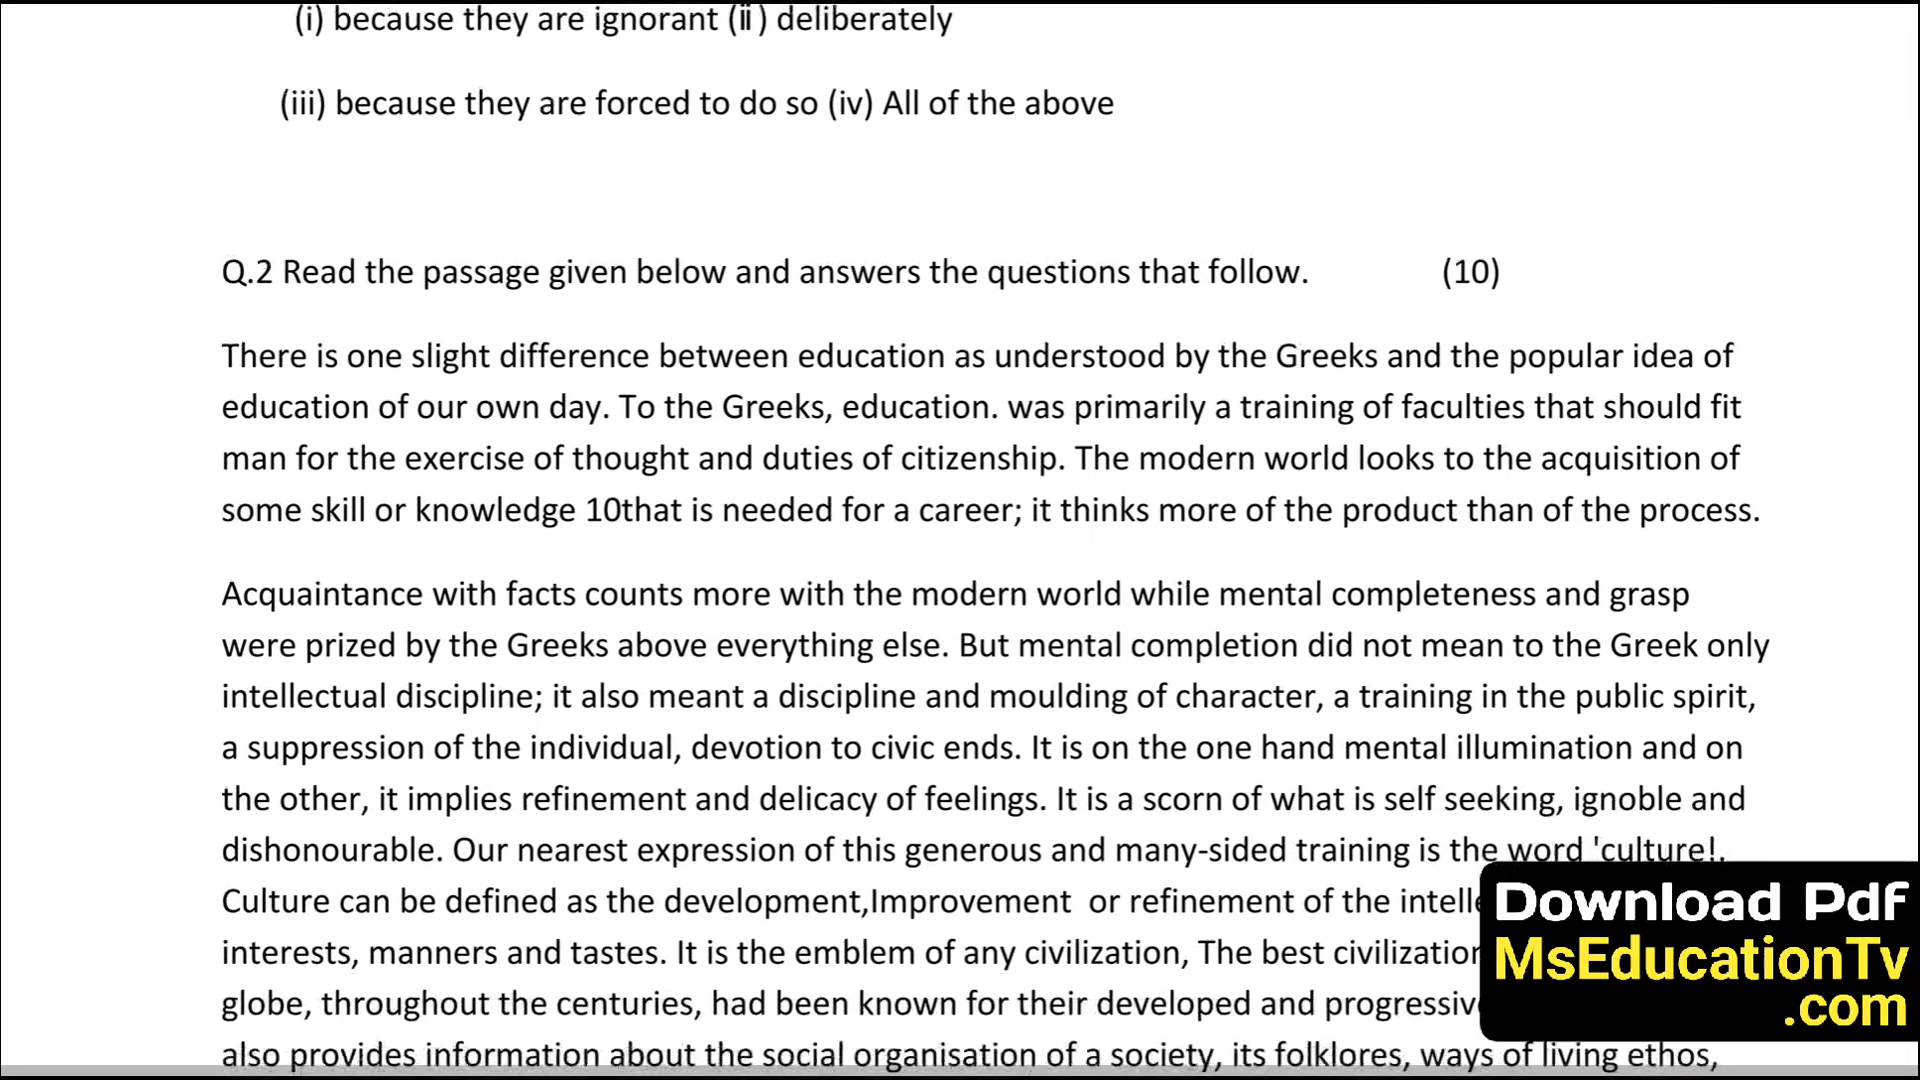 (i) because they are ignorant (ii) deliberately
(iii) because they are forced to do so (iv) All of the above
Q.2 Read the passage given below and answers the questions that follow. (10)
There is one slight difference between education as understood by the Greeks and the popular idea of
education of our own day. To the Greeks, education. was primarily a training of faculties that should fit
man for the exercise of thought and duties of citizenship. The modern world looks to the acquisition of
some skill or knowledge 10that is needed for a career; it thinks more of the product than of the process.
Acquaintance with facts counts more with the modern world while mental completeness and grasp
were prized by the Greeks above everything else. But mental completion did not mean to the Greek only
intellectual discipline; it also meant a discipline and moulding of character, a training in the public spirit,
a suppression of the individual, devotion to civic ends. It is on the one hand mental illumination and on
the other, it implies refinement and delicacy of feelings. It is a scorn of what is self seeking, ignoble and
dishonourable. Our nearest expression of this generous and many-sided training is the word 'culture!.
Culture can be defined as the development,Improvement or refinement of the
interests, manners and tastes. It is the emblem of any civilization, The best
globe, throughout the centuries, had been known for their developed and
also provides information about the social organisation of a society, its folklores, ways of living ethos,
Download Pdf
MsEducationTv
.com